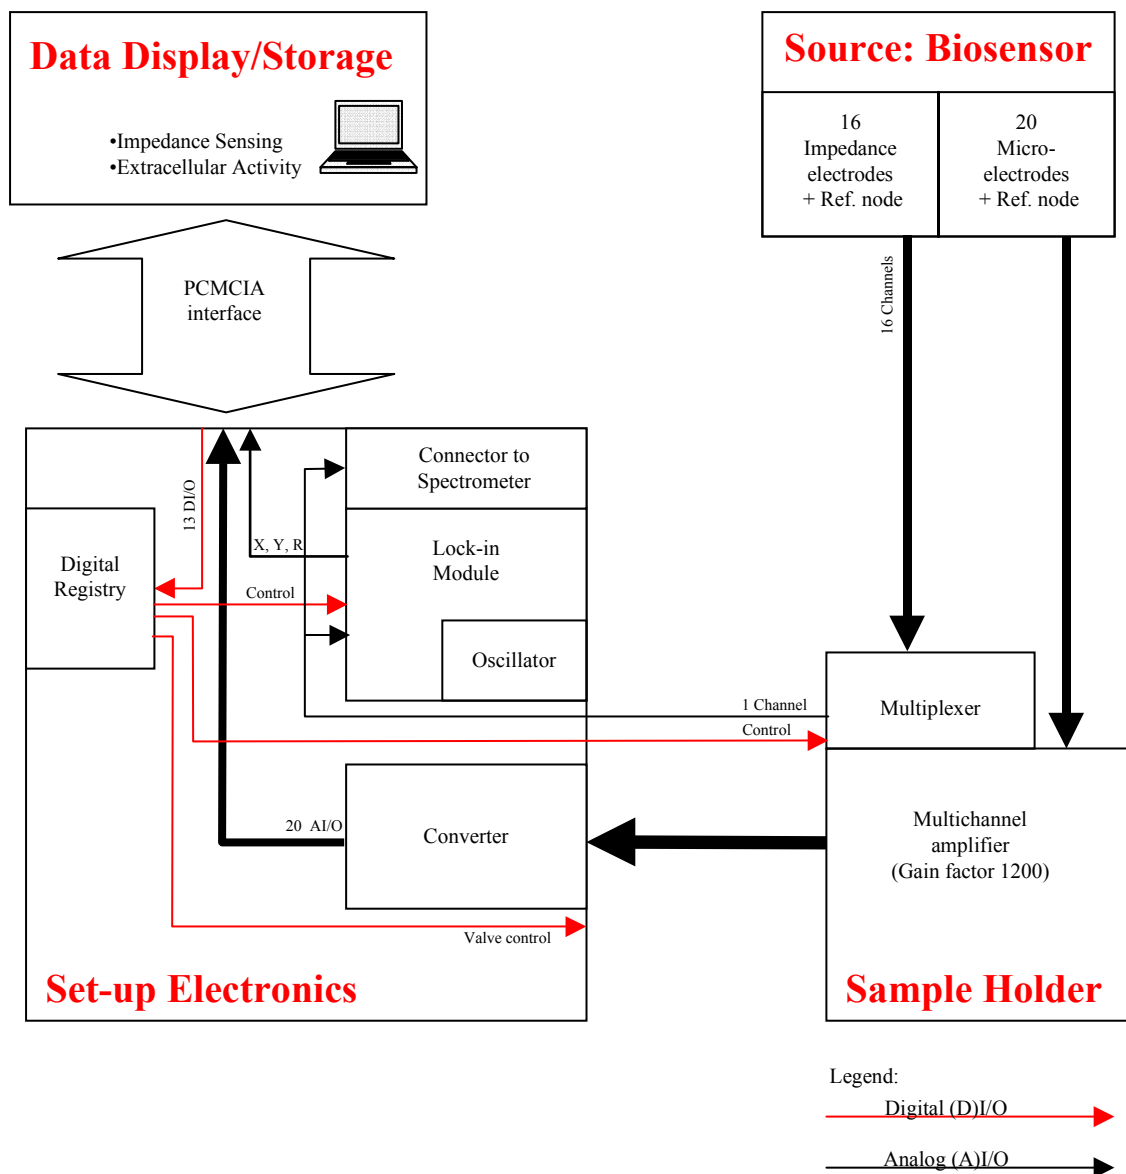 Data Display/Storage
•Impedance Sensing
•Extracellular Activity
Source: Biosensor
16
Impedance
electrodes
+ Ref. node
20
Micro-
electrodes
+ Ref. node
16 Channels
PCMCIA
interface
13 DI/O
Connector to
Spectrometer
X, Y, R
Lock-in
Module
Digital
Registry
Control
Oscillator
1 Channel
Control
Multiplexer
20 AI/O
Converter
Multichannel
amplifier
(Gain factor 1200)
Valve control
Set-up Electronics
Sample Holder
Legend:
Digital (D)I/O
Analog (A)I/O